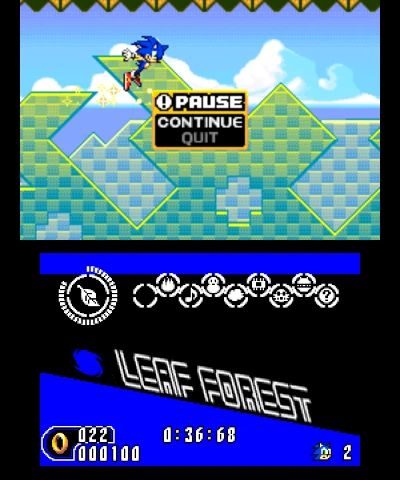 PAUSE
CONTINUE
QUIT
?
LEAF FOREST
022
0:36:68
000100
2